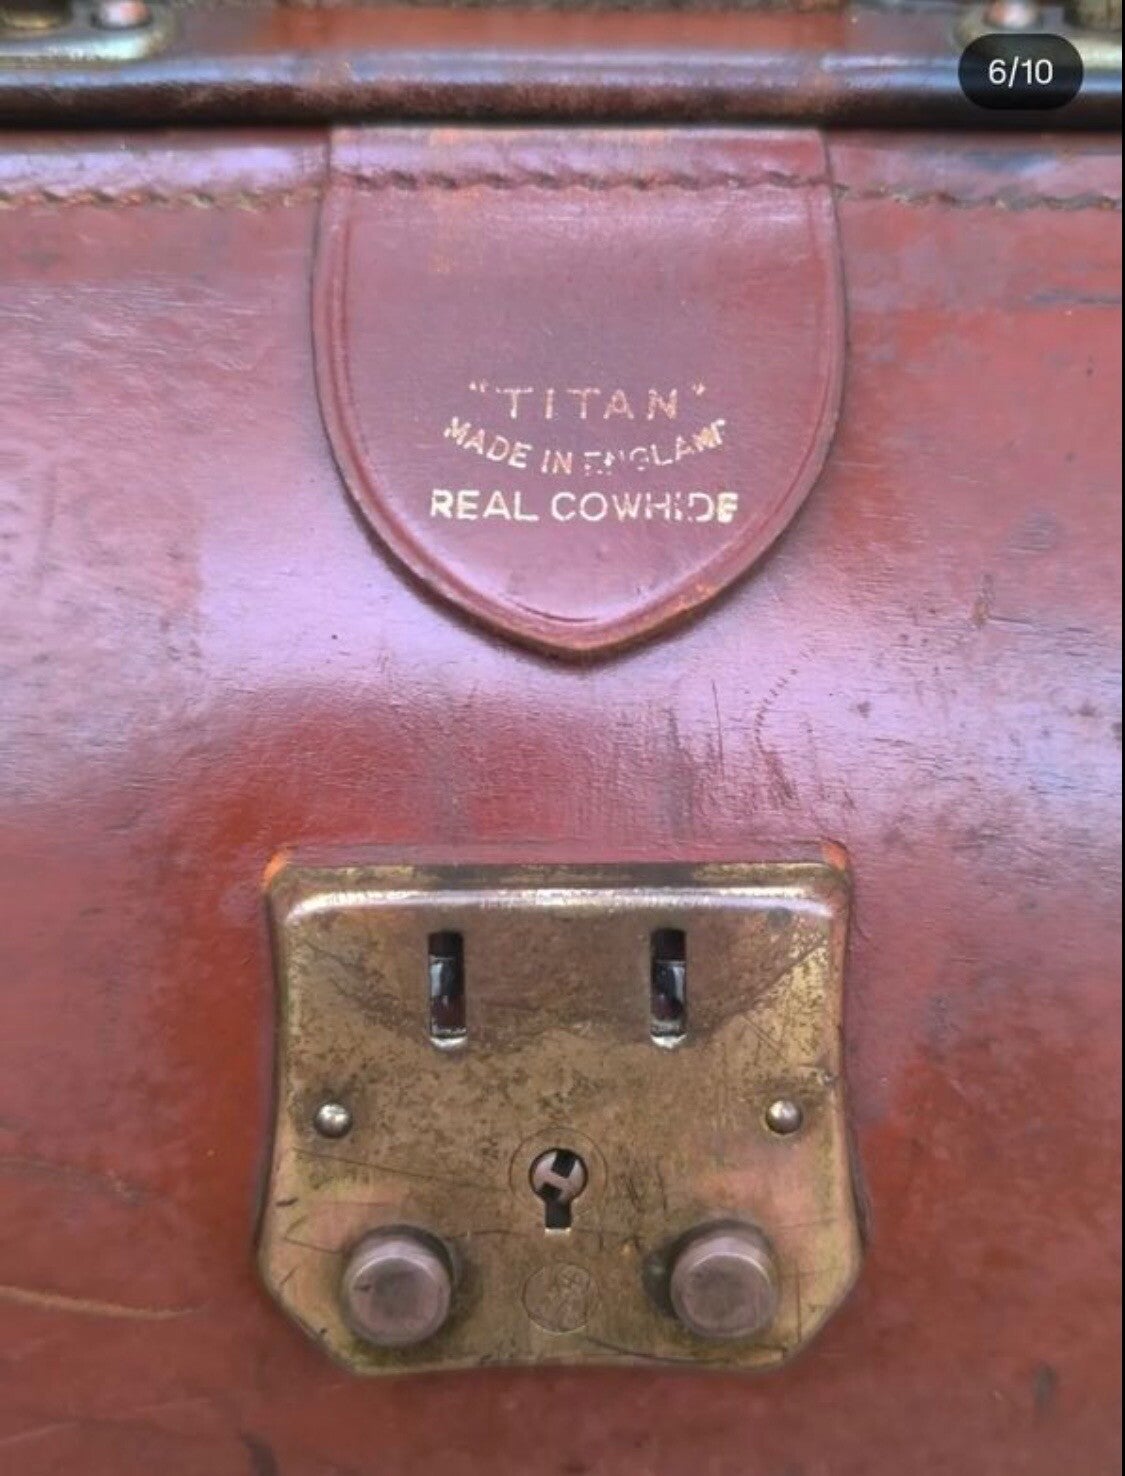 6/10
"TITAN"
MADE IN ENGLAND
REAL COWHIDE